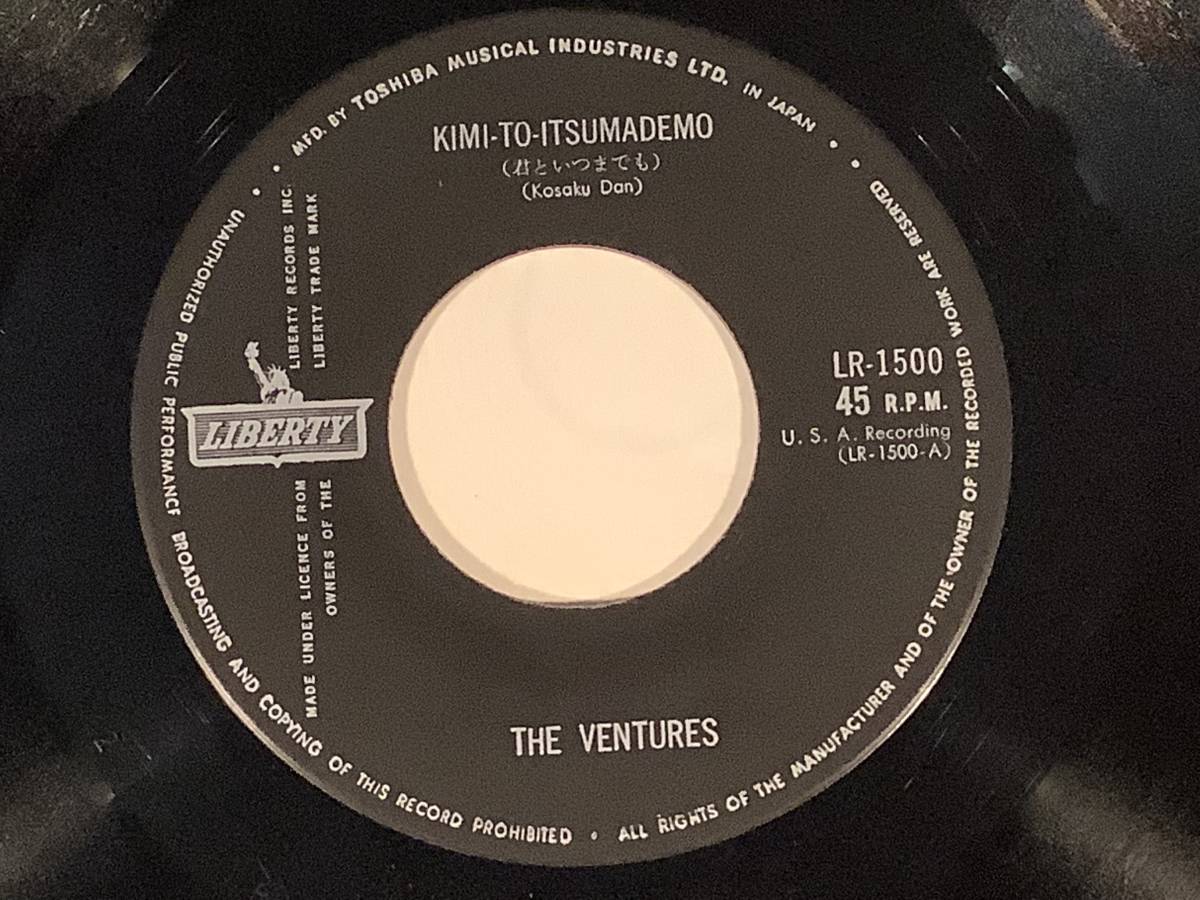 MFD. BY TOSHIBA MUSICAL INDUSTRIES LTD. IN JAPAN
KIMI-TO-ITSUMADEMO
(君といつまでも)
(Kosaku Dan)
LIBERTY RECORDS INC.
LIBERTY TRADE MARK
LIBERTY
MADE UNDER LICENCE FROM
OWNERS OF THE
LR-1500
45 R.P.M.
U. S. A. Recording
(LR-1500-A)
THE VENTURES
UNAUTHORIZED PUBLIC PERFORMANCE BROADCASTING AND COPYING OF THIS RECORD PROHIBITED • ALL RIGHTS OF THE MANUFACTURER AND OF THE OWNER OF THE RECORDED WORK ARE RESERVED